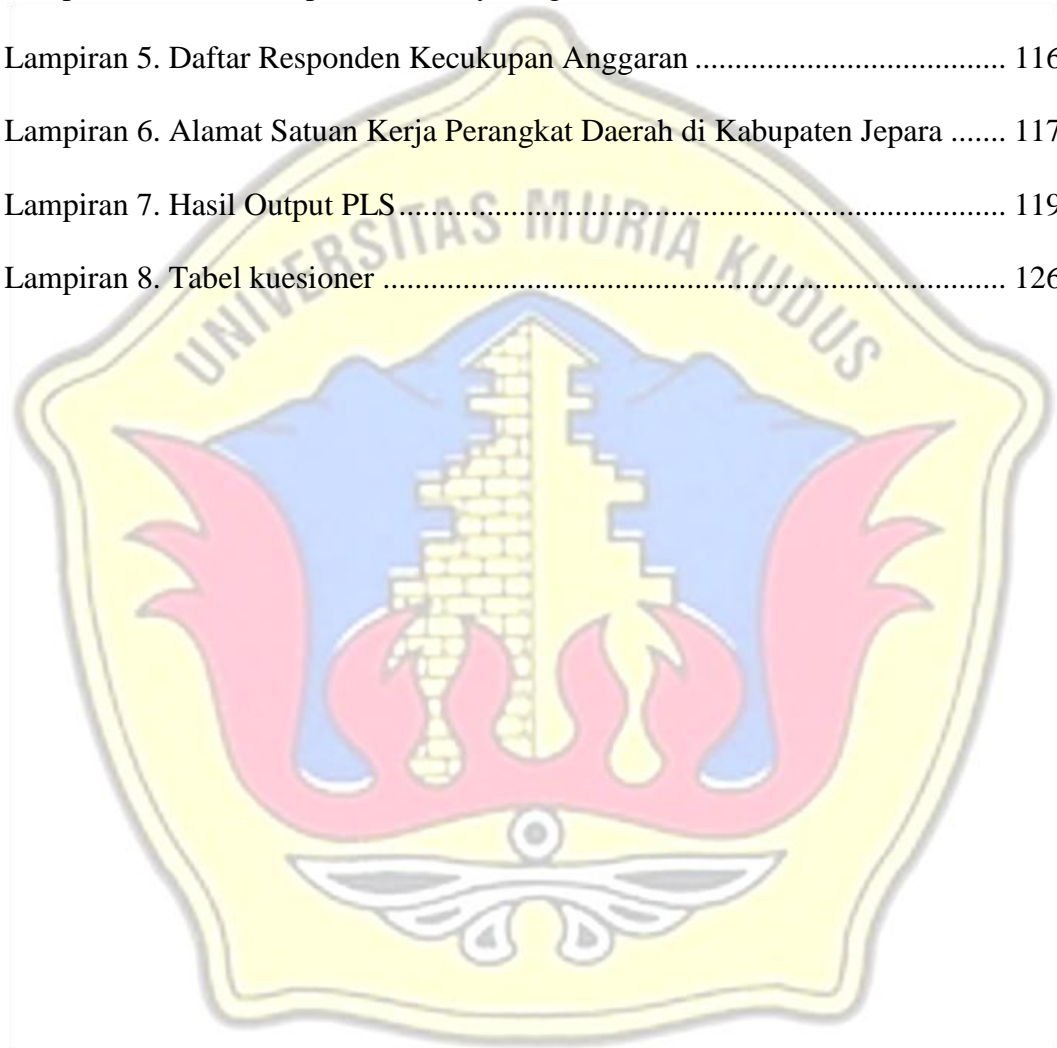 Lampiran 5. Daftar Responden Kecukupan Anggaran ....................................... 116
Lampiran 6. Alamat Satuan Kerja Perangkat Daerah di Kabupaten Jepara ....... 117
Lampiran 7. Hasil Output PLS............................................................................. 119
Lampiran 8. Tabel kuesioner .............................................................................. 126
UNIVERSITAS MURIA KUDUS